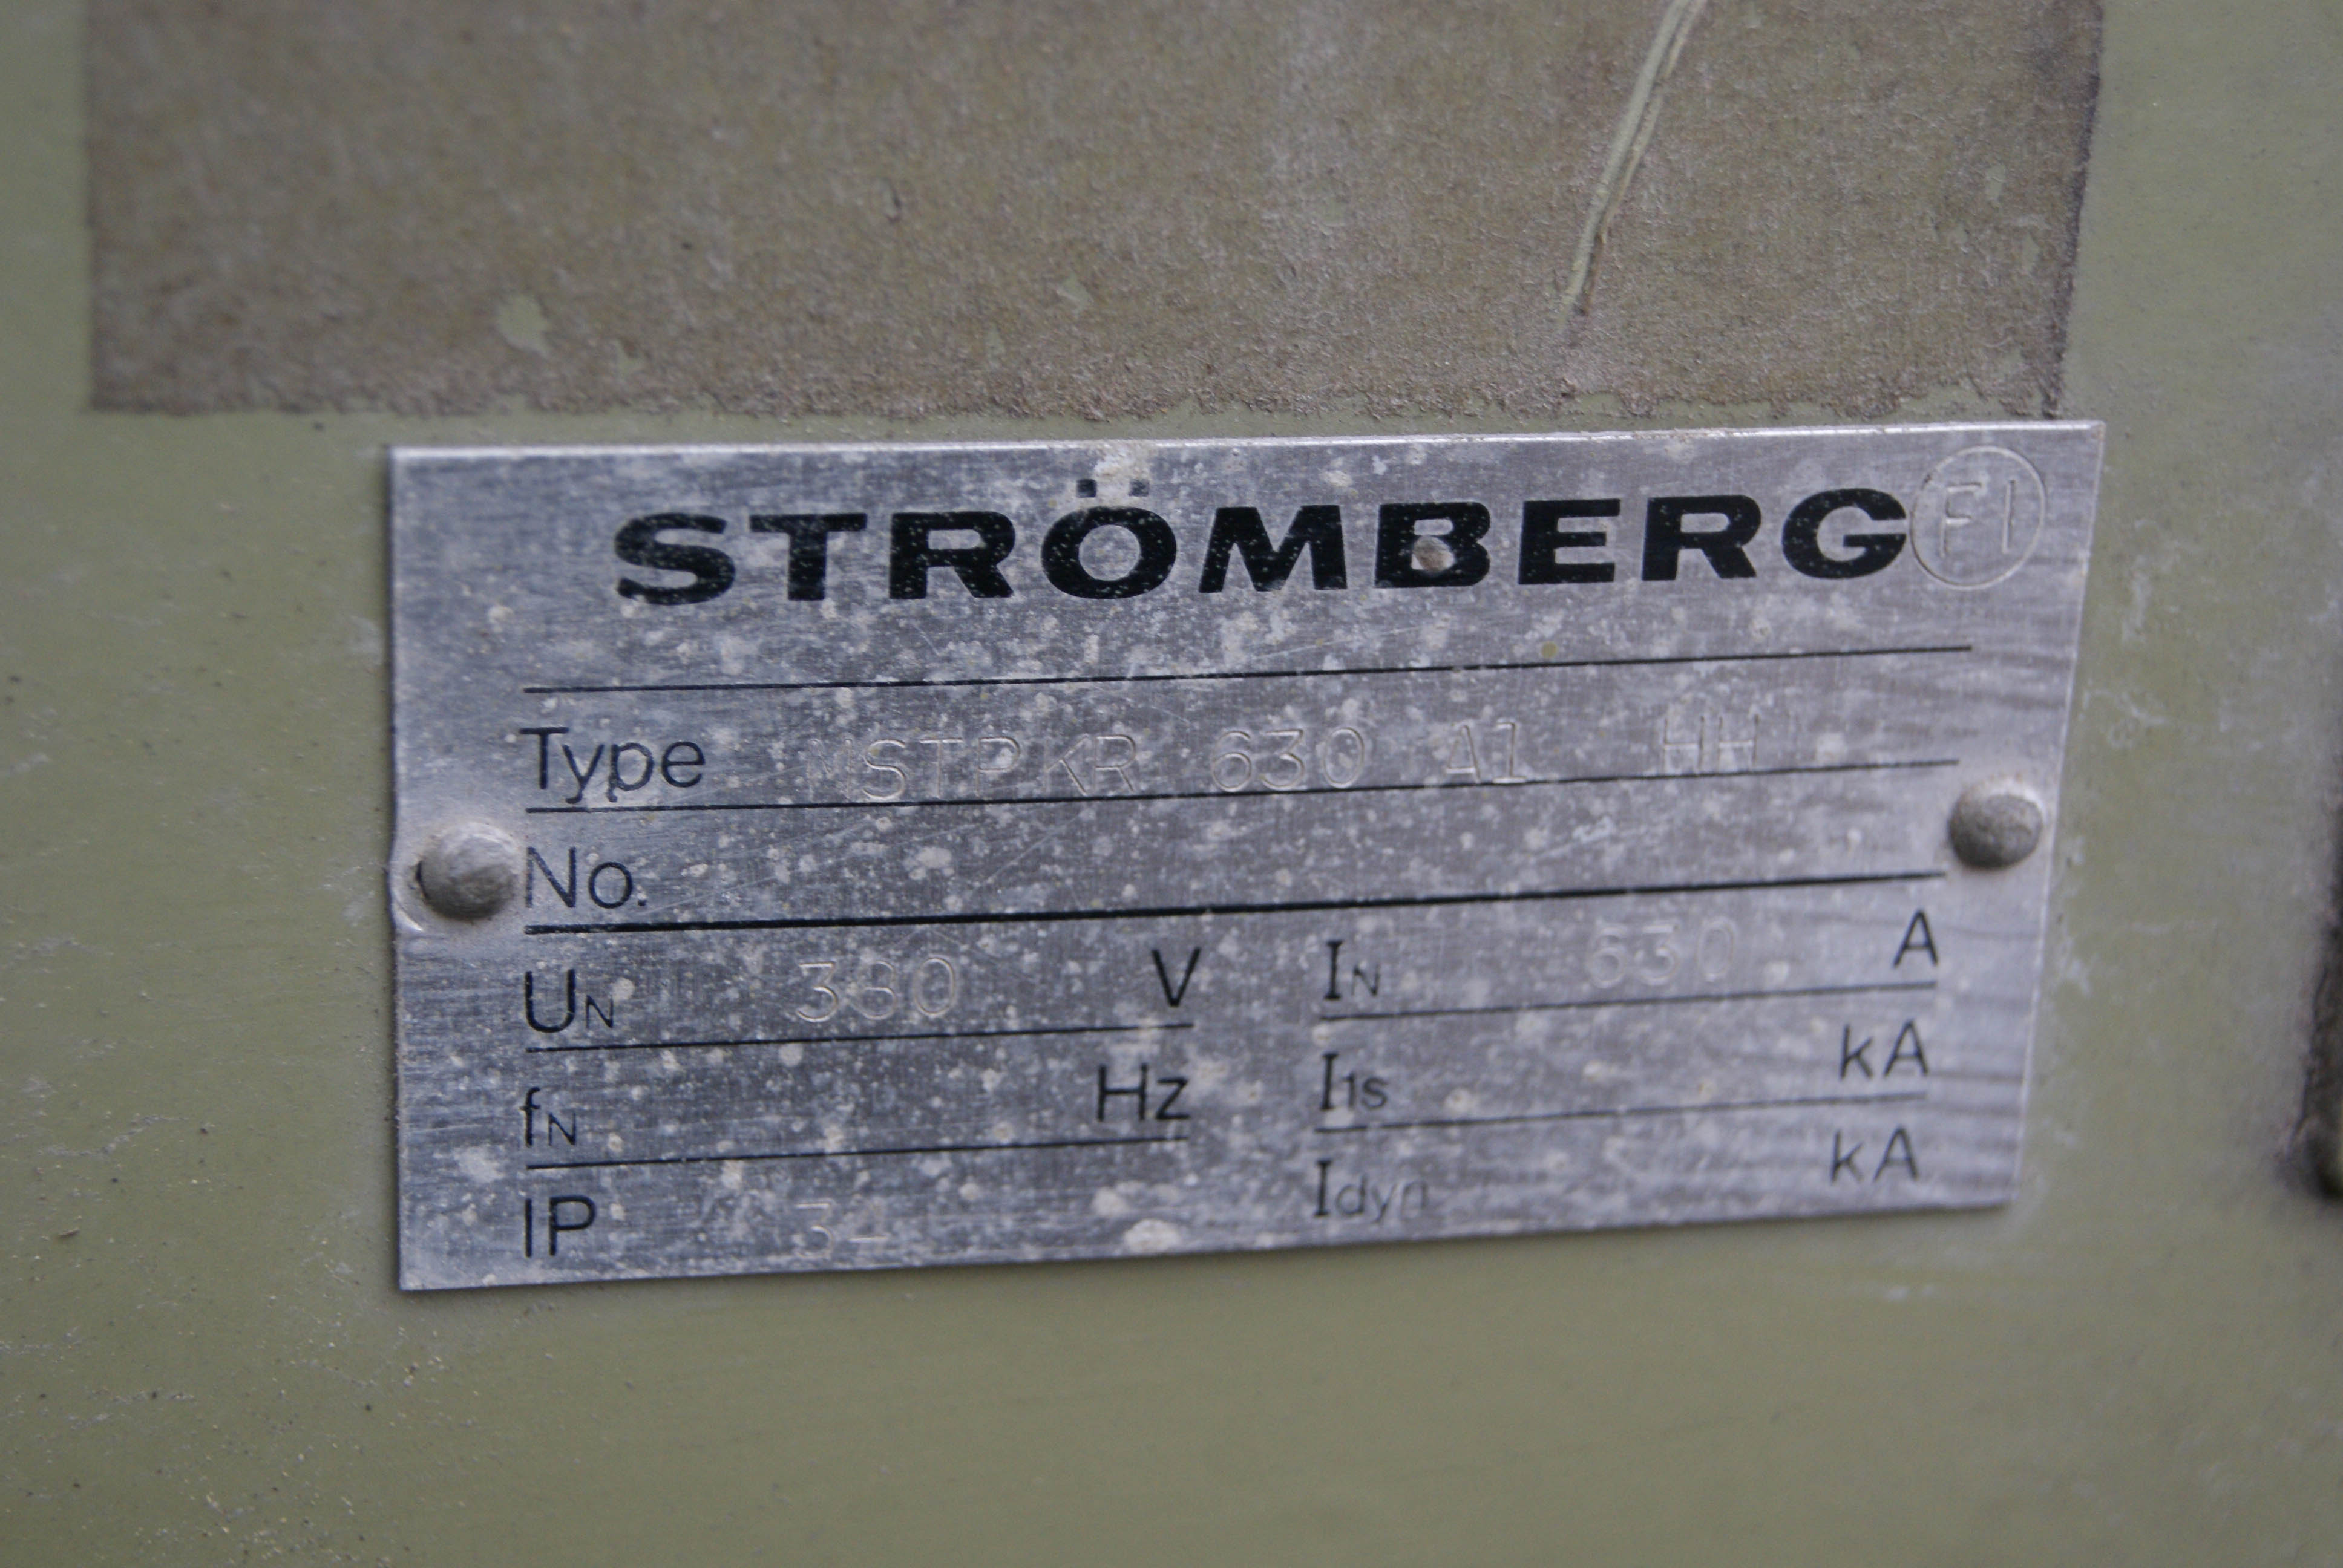 STRÖMBERG FI
Type MSTPKR 630 A1 HH
No.
UN 380 V IN 630 A
fN Hz I1s kA
IP 34 Idyn kA